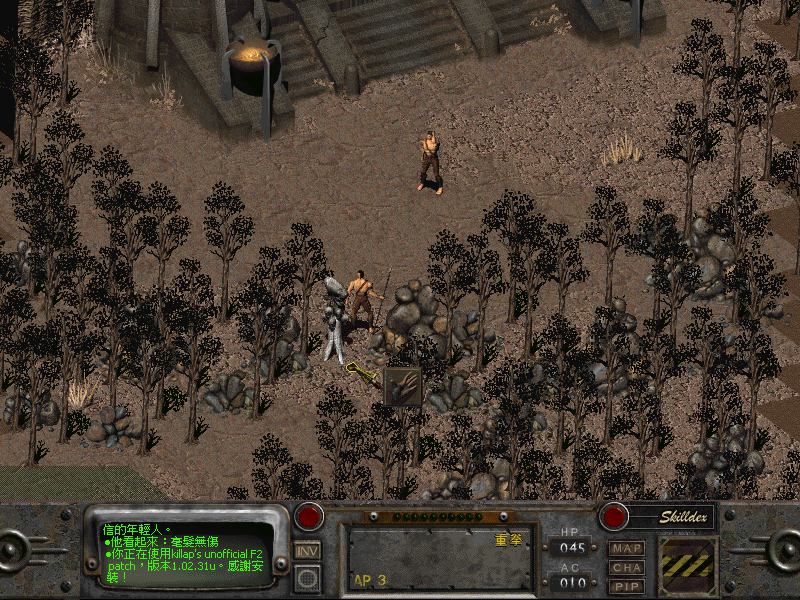 信的年輕人。
●他看起來：毫髮無傷
●你正在使用killap's unofficial F2
patch，版本1.02.31u。感謝安
裝！
INV
重拳
AP 3
HP
045
AC
010
Skilldex
MAP
CHA
PIP